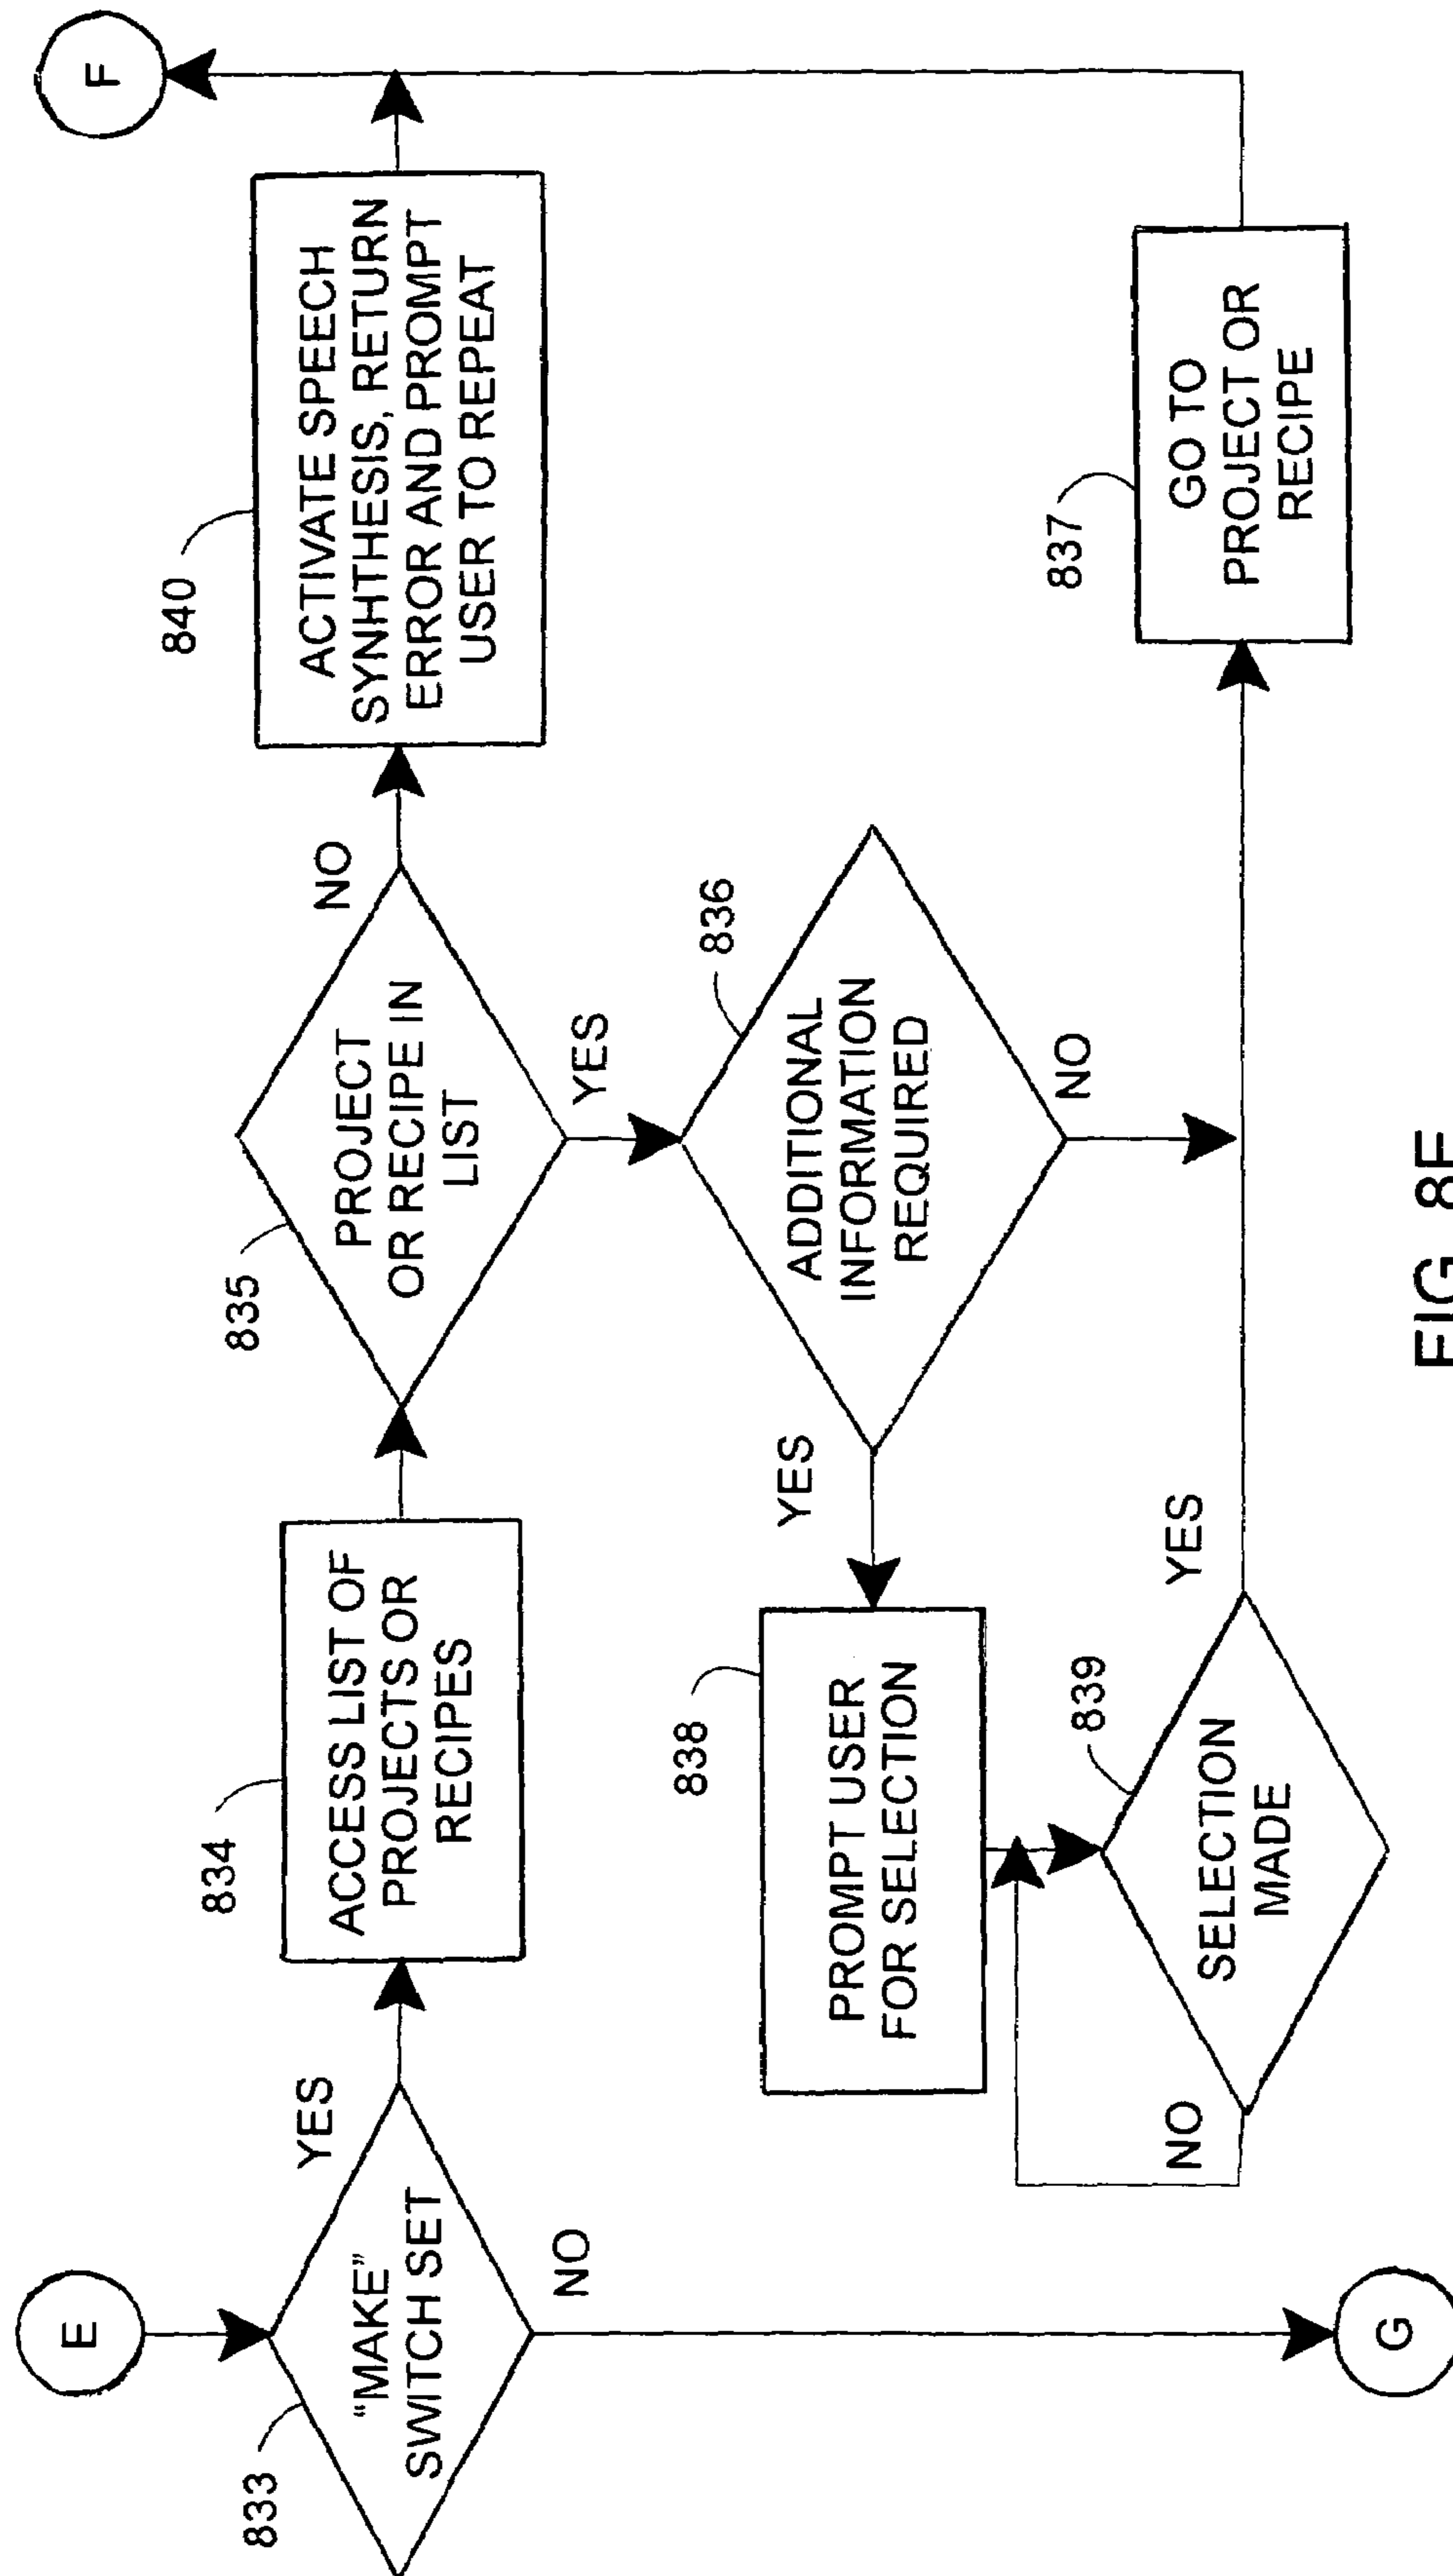 E
833
“MAKE”
SWITCH SET
YES
NO
G
834
ACCESS LIST OF
PROJECTS OR
RECIPES
835
PROJECT
OR RECIPE IN
LIST
NO
YES
840
ACTIVATE SPEECH
SYNHTHESIS, RETURN
ERROR AND PROMPT
USER TO REPEAT
F
836
ADDITIONAL
INFORMATION
REQUIRED
YES
NO
838
PROMPT USER
FOR SELECTION
839
SELECTION
MADE
NO
YES
837
GO TO
PROJECT OR
RECIPE
FIG.